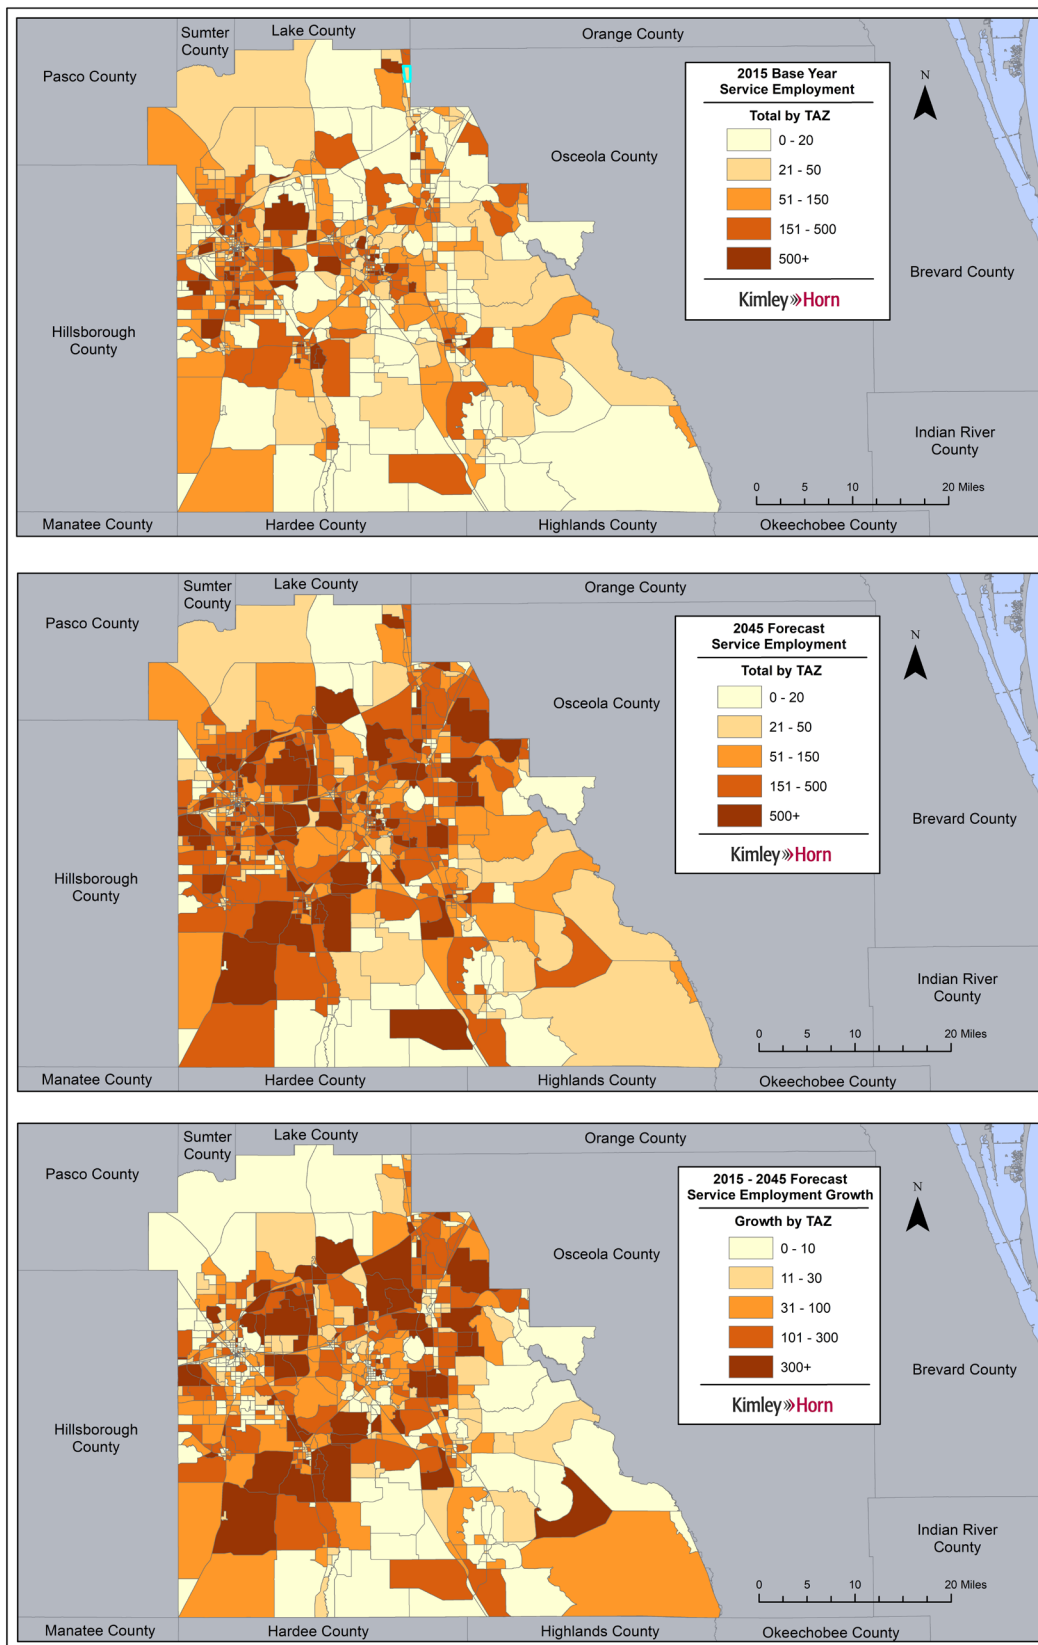 Sumter
County
Lake County
Orange County
Pasco County
Osceola County
Brevard County
Hillsborough
County
Indian River
County
Manatee County
Hardee County
Highlands County
Okeechobee County
2015 Base Year
Service Employment
Total by TAZ
0 - 20
21 - 50
51 - 150
151 - 500
500+
Kimley»Horn
N
0 5 10 20 Miles
Sumter
County
Lake County
Orange County
Pasco County
Osceola County
Brevard County
Hillsborough
County
Indian River
County
Manatee County
Hardee County
Highlands County
Okeechobee County
2045 Forecast
Service Employment
Total by TAZ
0 - 20
21 - 50
51 - 150
151 - 500
500+
Kimley»Horn
N
0 5 10 20 Miles
Sumter
County
Lake County
Orange County
Pasco County
Osceola County
Brevard County
Hillsborough
County
Indian River
County
Manatee County
Hardee County
Highlands County
Okeechobee County
2015 - 2045 Forecast
Service Employment Growth
Growth by TAZ
0 - 10
11 - 30
31 - 100
101 - 300
300+
Kimley»Horn
N
0 5 10 20 Miles